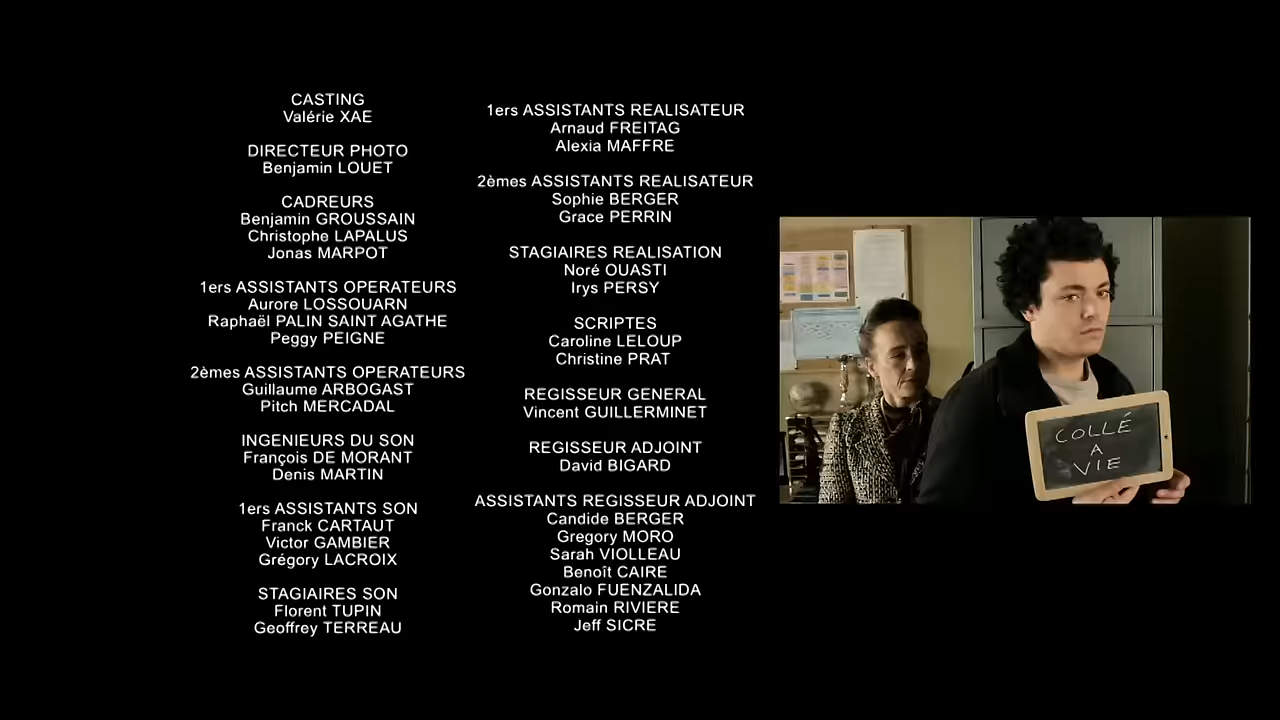 CASTING
Valérie XAE
DIRECTEUR PHOTO
Benjamin LOUET
CADREURS
Benjamin GROUSSAIN
Christophe LAPALUS
Jonas MARPOT
1ers ASSISTANTS OPERATEURS
Aurore LOSSOUARN
Raphaël PALIN SAINT AGATHE
Peggy PEIGNE
2èmes ASSISTANTS OPERATEURS
Guillaume ARBOGAST
Pitch MERCADAL
INGENIEURS DU SON
François DE MORANT
Denis MARTIN
1ers ASSISTANTS SON
Franck CARTAUT
Victor GAMBIER
Grégory LACROIX
STAGIAIRES SON
Florent TUPIN
Geoffrey TERREAU
1ers ASSISTANTS REALISATEUR
Arnaud FREITAG
Alexia MAFFRE
2èmes ASSISTANTS REALISATEUR
Sophie BERGER
Grace PERRIN
STAGIAIRES REALISATION
Noré OUASTI
Irys PERSY
SCRIPTES
Caroline LELOUP
Christine PRAT
REGISSEUR GENERAL
Vincent GUILLERMINET
REGISSEUR ADJOINT
David BIGARD
ASSISTANTS REGISSEUR ADJOINT
Candide BERGER
Gregory MORO
Sarah VIOLLEAU
Benoît CAIRE
Gonzalo FUENZALIDA
Romain RIVIERE
Jeff SICRE
COLLÉ
A
VIE